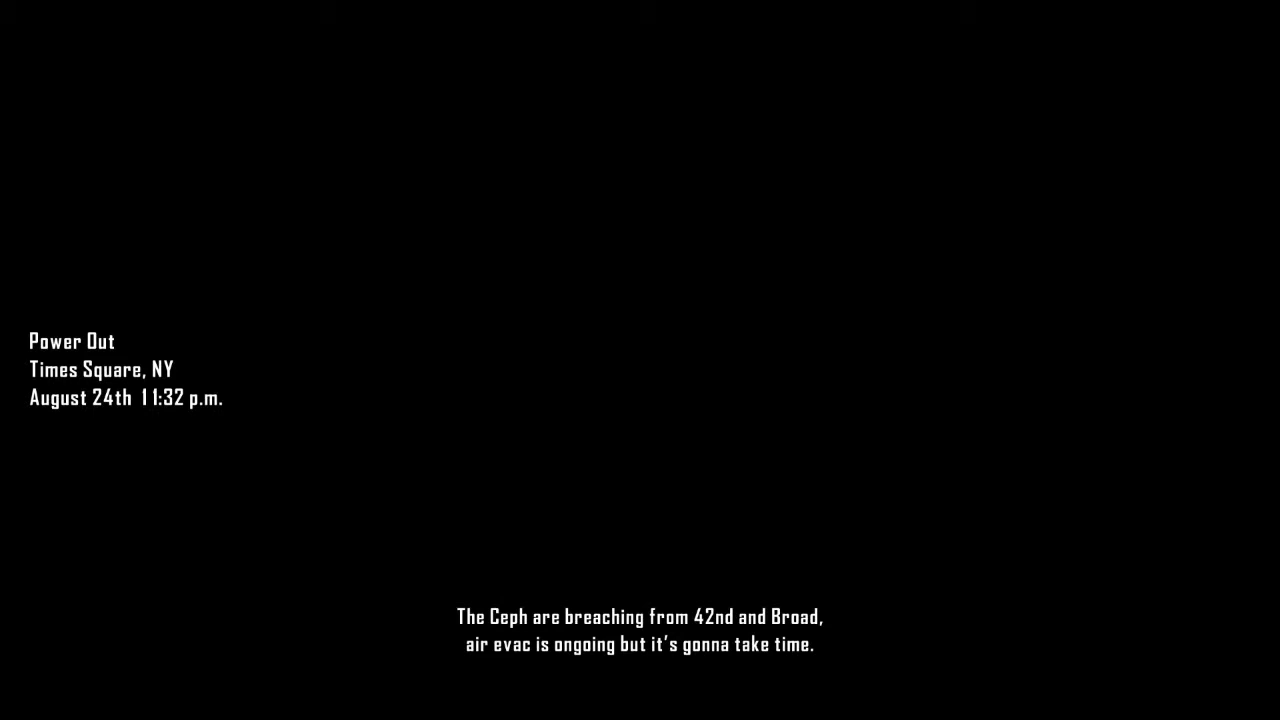 Power Out
Times Square, NY
August 24th 11:32 p.m.
The Ceph are breaching from 42nd and Broad,
air evac is ongoing but it's gonna take time.